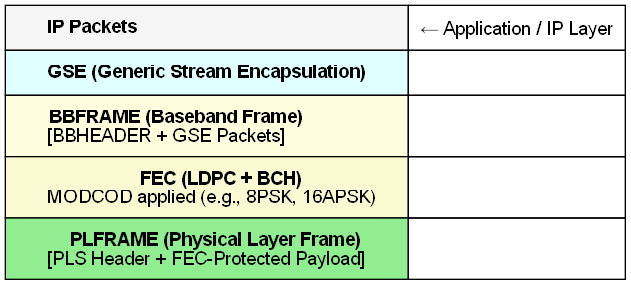 IP Packets
← Application / IP Layer
GSE (Generic Stream Encapsulation)
BBFRAME (Baseband Frame)
[BBHEADER + GSE Packets]
FEC (LDPC + BCH)
MODCOD applied (e.g., 8PSK, 16APSK)
PLFRAME (Physical Layer Frame)
[PLS Header + FEC-Protected Payload]